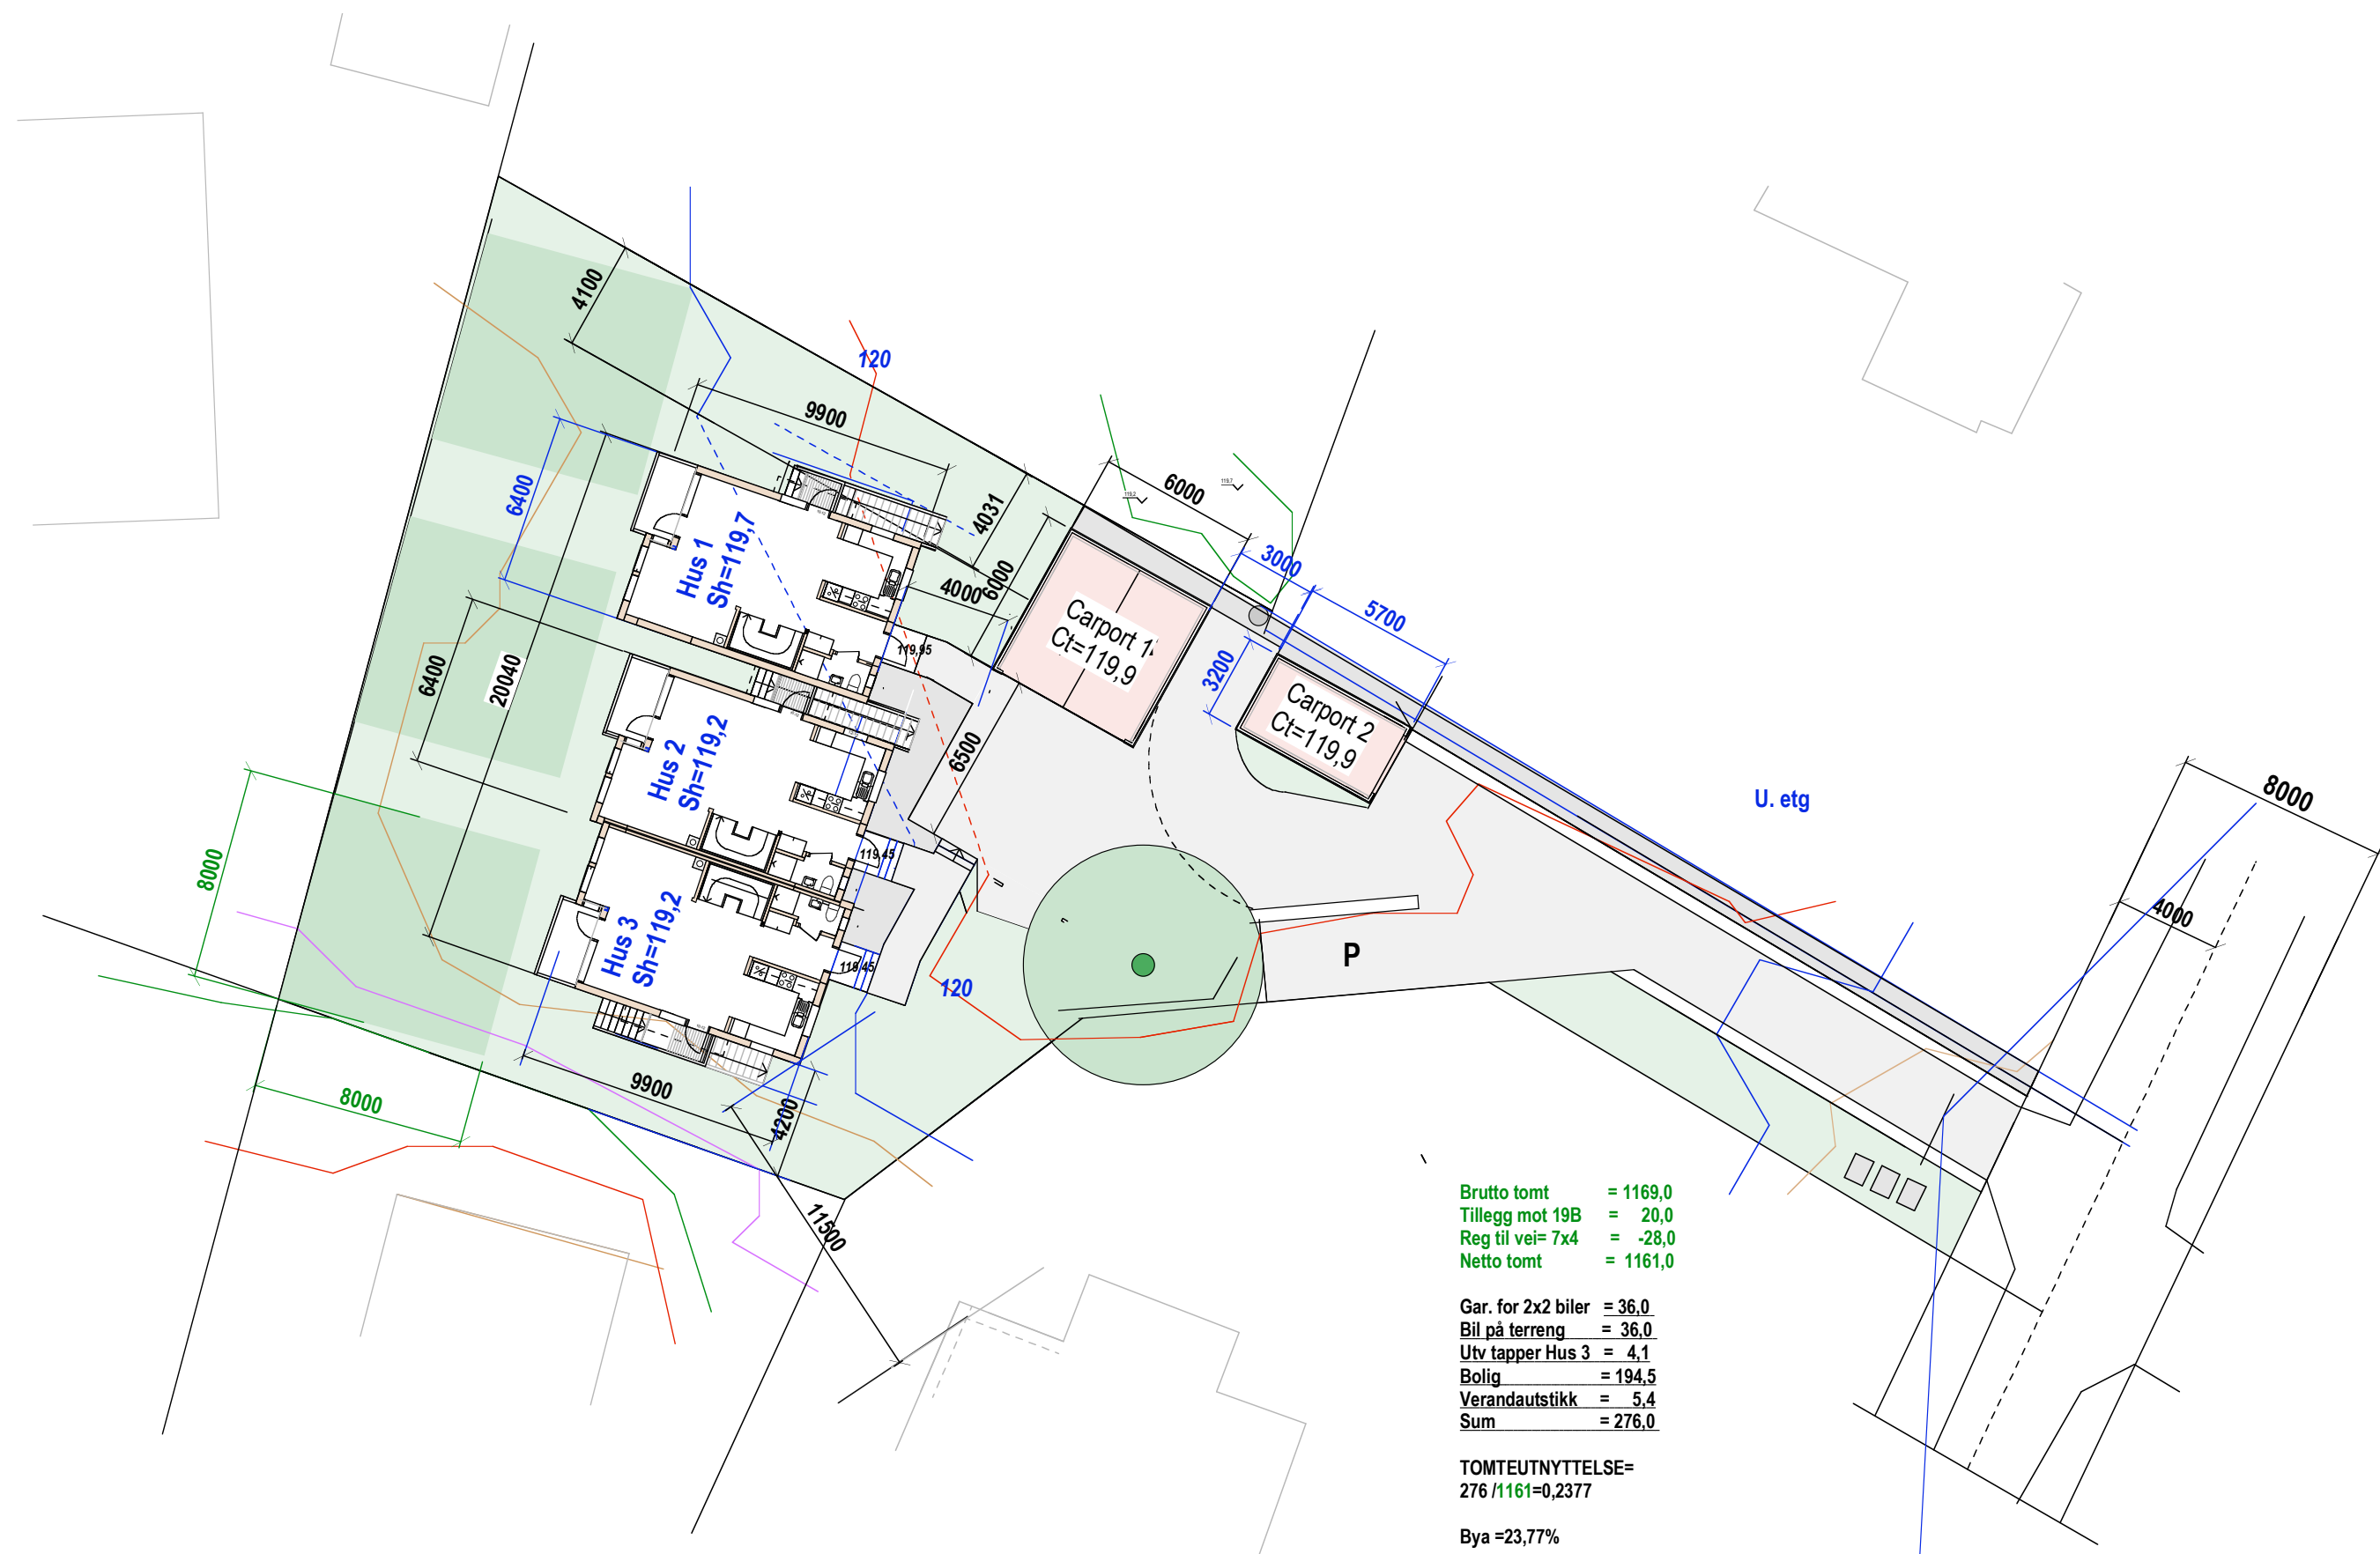 4100
120
9900
6400
Hus 1
Sh=119,7
4031
6000
4000
6000
119,2
119,7
3000
5700
3200
Carport 1
Ct=119,9
Carport 2
Ct=119,9
119,95
6400
20040
Hus 2
Sh=119,2
6500
119,45
8000
Hus 3
Sh=119,2
119,45
120
P
U. etg
8000
4000
8000
9900
4200
11500
Brutto tomt = 1169,0
Tillegg mot 19B = 20,0
Reg til vei= 7x4 = -28,0
Netto tomt = 1161,0
Gar. for 2x2 biler = 36,0
Bil på terreng = 36,0
Utv tapper Hus 3 = 4,1
Bolig = 194,5
Verandautstikk = 5,4
Sum = 276,0
TOMTEUTNYTTELSE=
276 /1161=0,2377
Bya =23,77%